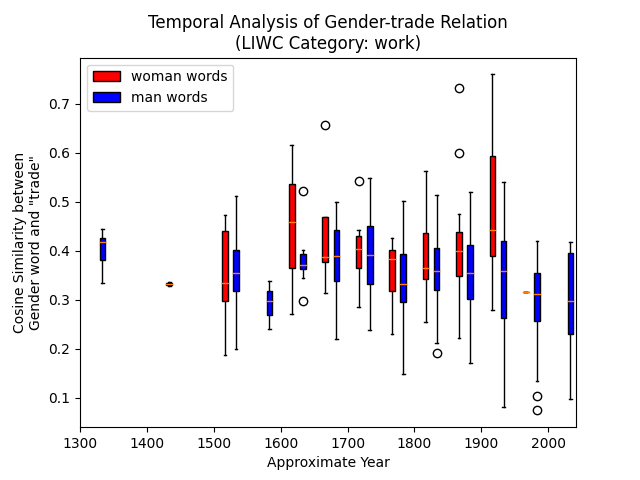 Temporal Analysis of Gender-trade Relation
(LIWC Category: work)
woman words
man words
Cosine Similarity between
Gender word and "trade"
0.7
0.6
0.5
0.4
0.3
0.2
0.1
1300 1400 1500 1600 1700 1800 1900 2000
Approximate Year